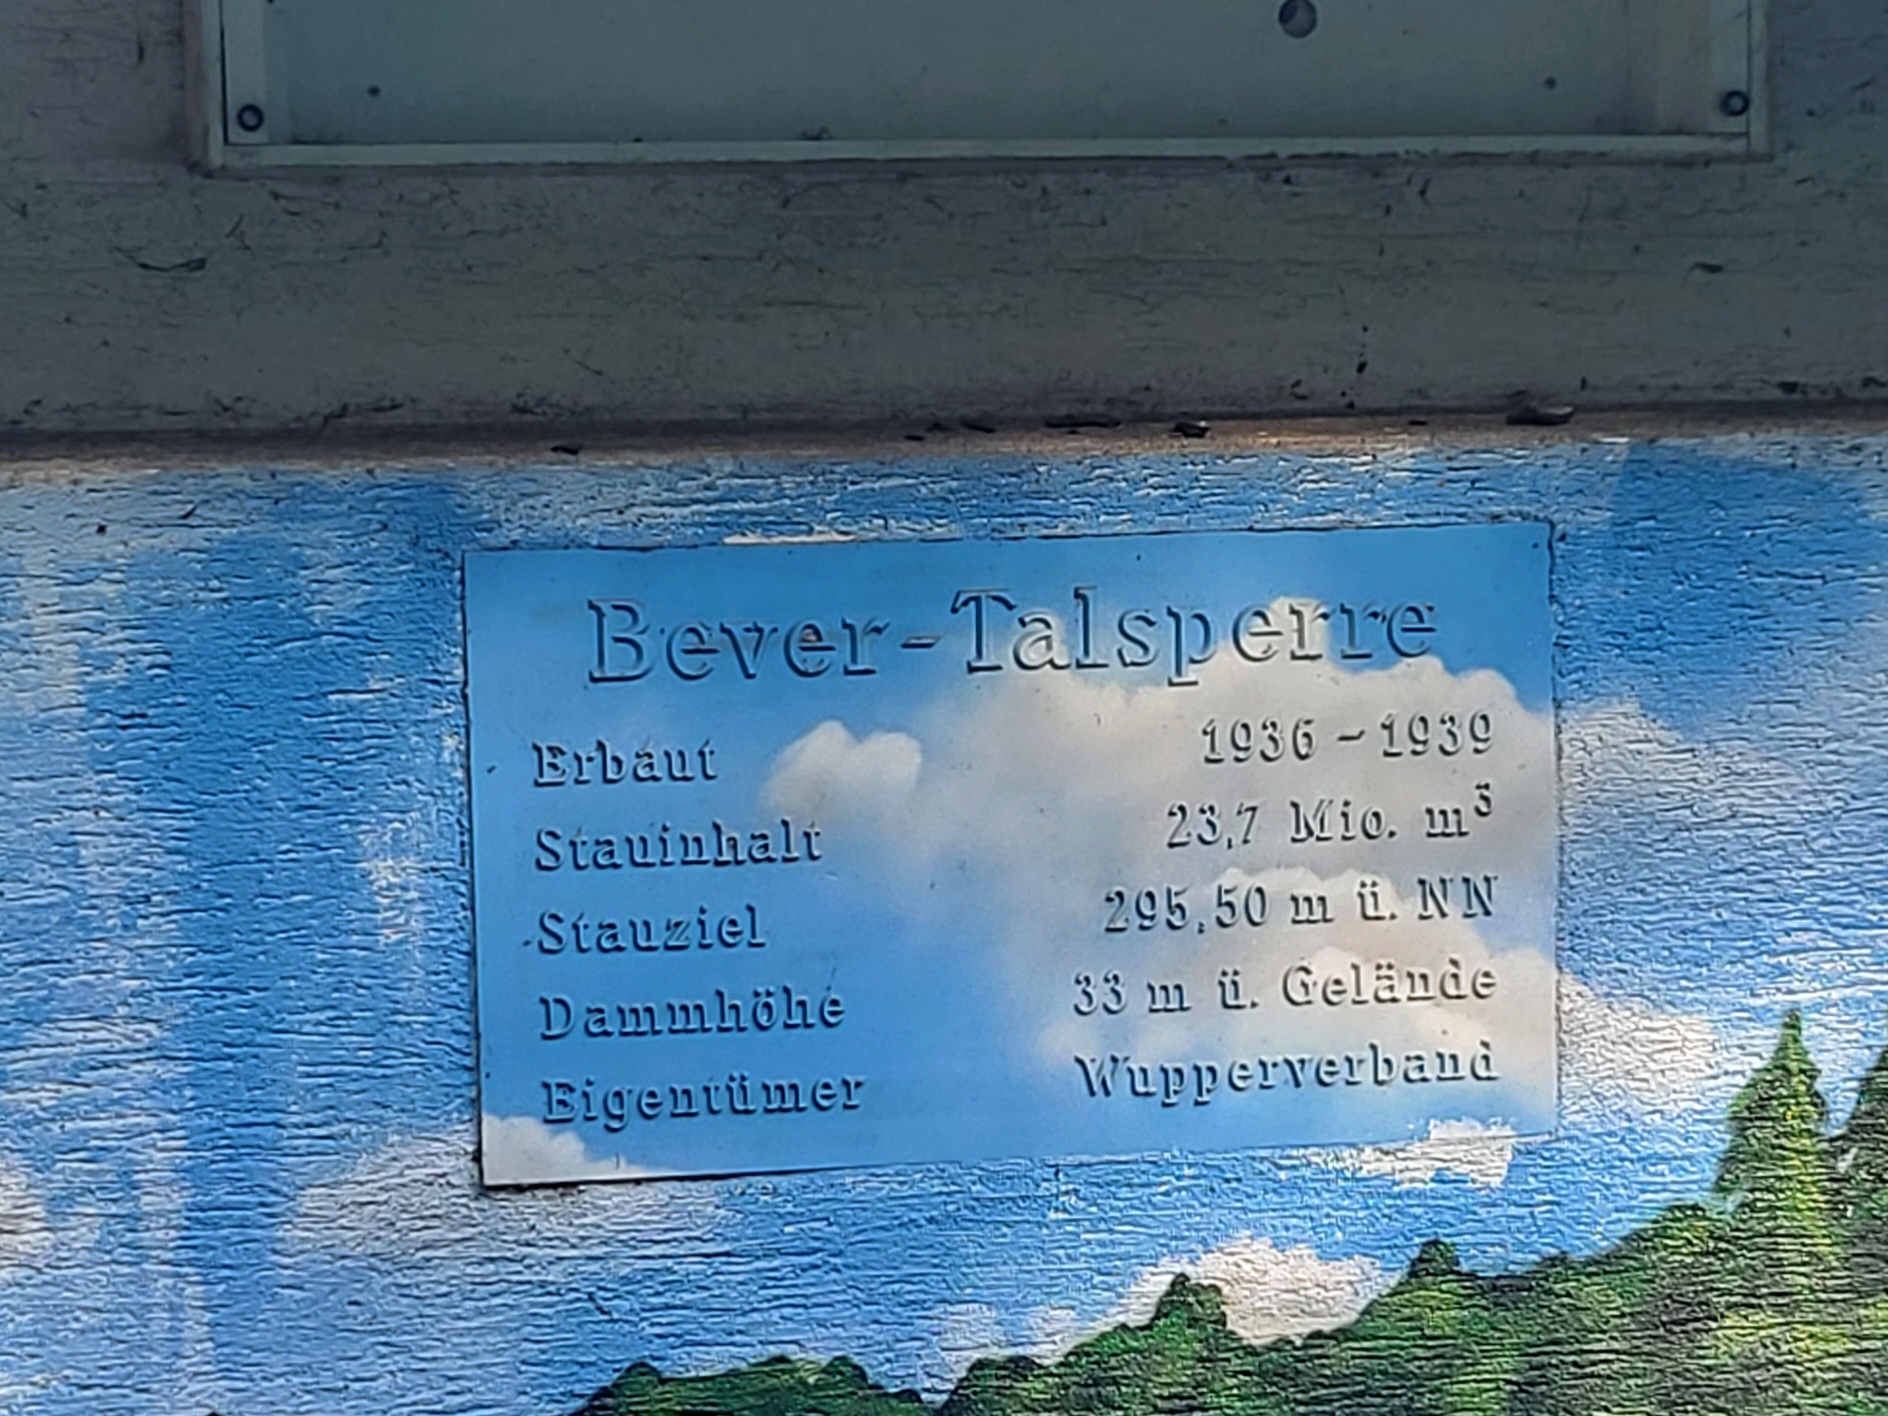 Bever-Talsperre
Erbaut 1936 - 1939
Stauinhalt 23,7 Mio. m³
Stauziel 295,50 m ü. NN
Dammhöhe 33 m ü. Gelände
Eigentümer Wupperverband